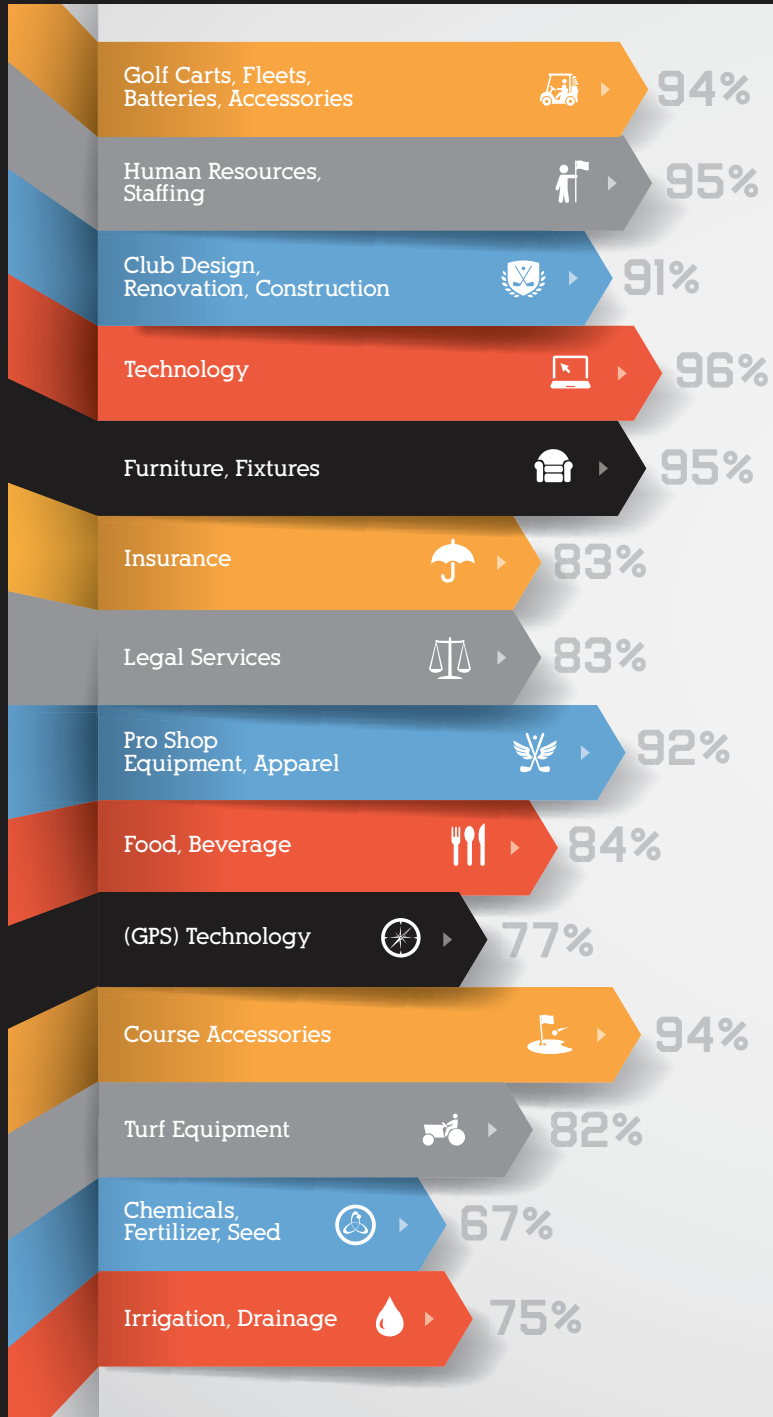 Golf Carts, Fleets,
Batteries, Accessories
94%
Human Resources,
Staffing
95%
Club Design,
Renovation, Construction
91%
Technology
96%
Furniture, Fixtures
95%
Insurance
83%
Legal Services
83%
Pro Shop
Equipment, Apparel
92%
Food, Beverage
84%
(GPS) Technology
77%
Course Accessories
94%
Turf Equipment
82%
Chemicals,
Fertilizer, Seed
67%
Irrigation, Drainage
75%